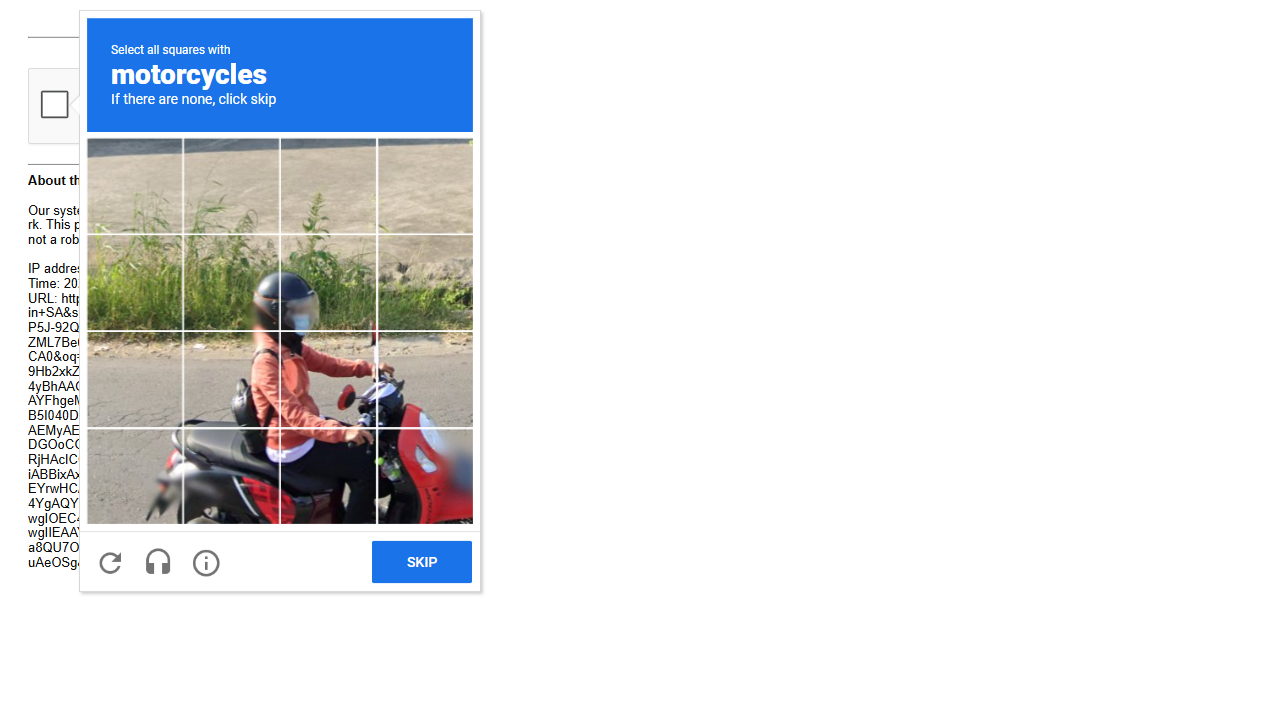 Select all squares with
motorcycles
If there are none, click skip
About th
Our syste
rk. This p
not a rob
IP addres
Time: 20
URL: http
in+SA&s
P5J-92Q
ZML7Be
CA0&oq=
9Hb2xkZ
4yBhAA
AYFhgeM
B5I040D
AEMyAE
DGOoC
RjHAcIC
iABBixAx
EYrwHC
4YgAQY
wgIOEC4
wgIIEAA
a8QU7O
uAeOSg
SKIP